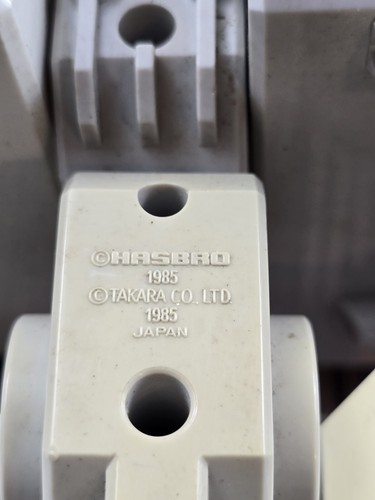 ©HASBRO
1985
©TAKARA CO., LTD
1985
JAPAN